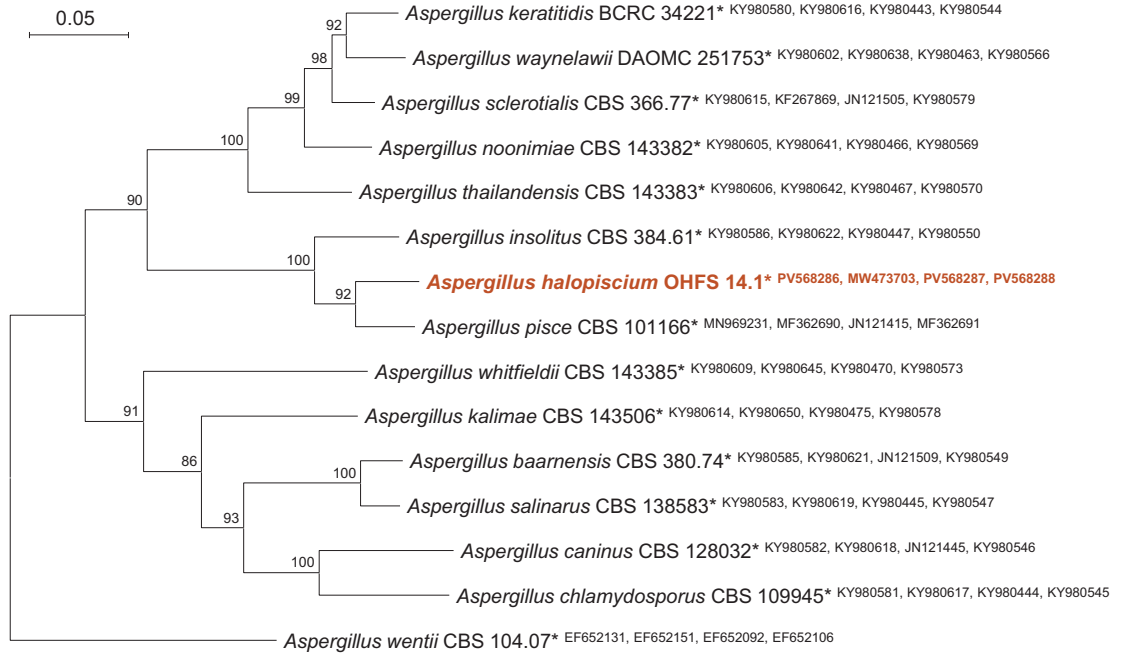 0.05
Aspergillus keratitidis BCRC 34221* KY980580, KY980616, KY980443, KY980544
92
Aspergillus waynelawii DAOMC 251753* KY980602, KY980638, KY980463, KY980566
98
Aspergillus sclerotialis CBS 366.77* KY980615, KF267869, JN121505, KY980579
99
Aspergillus noonimiae CBS 143382* KY980605, KY980641, KY980466, KY980569
100
Aspergillus thailandensis CBS 143383* KY980606, KY980642, KY980467, KY980570
90
Aspergillus insolitus CBS 384.61* KY980586, KY980622, KY980447, KY980550
100
Aspergillus halopiscium OHFS 14.1* PV568286, MW473703, PV568287, PV568288
92
Aspergillus pisce CBS 101166* MN969231, MF362690, JN121415, MF362691
Aspergillus whitfieldii CBS 143385* KY980609, KY980645, KY980470, KY980573
91
Aspergillus kalimae CBS 143506* KY980614, KY980650, KY980475, KY980578
86
Aspergillus baarnensis CBS 380.74* KY980585, KY980621, JN121509, KY980549
100
Aspergillus salinarus CBS 138583* KY980583, KY980619, KY980445, KY980547
93
Aspergillus caninus CBS 128032* KY980582, KY980618, JN121445, KY980546
100
Aspergillus chlamydosporus CBS 109945* KY980581, KY980617, KY980444, KY980545
Aspergillus wentii CBS 104.07* EF652131, EF652151, EF652092, EF652106